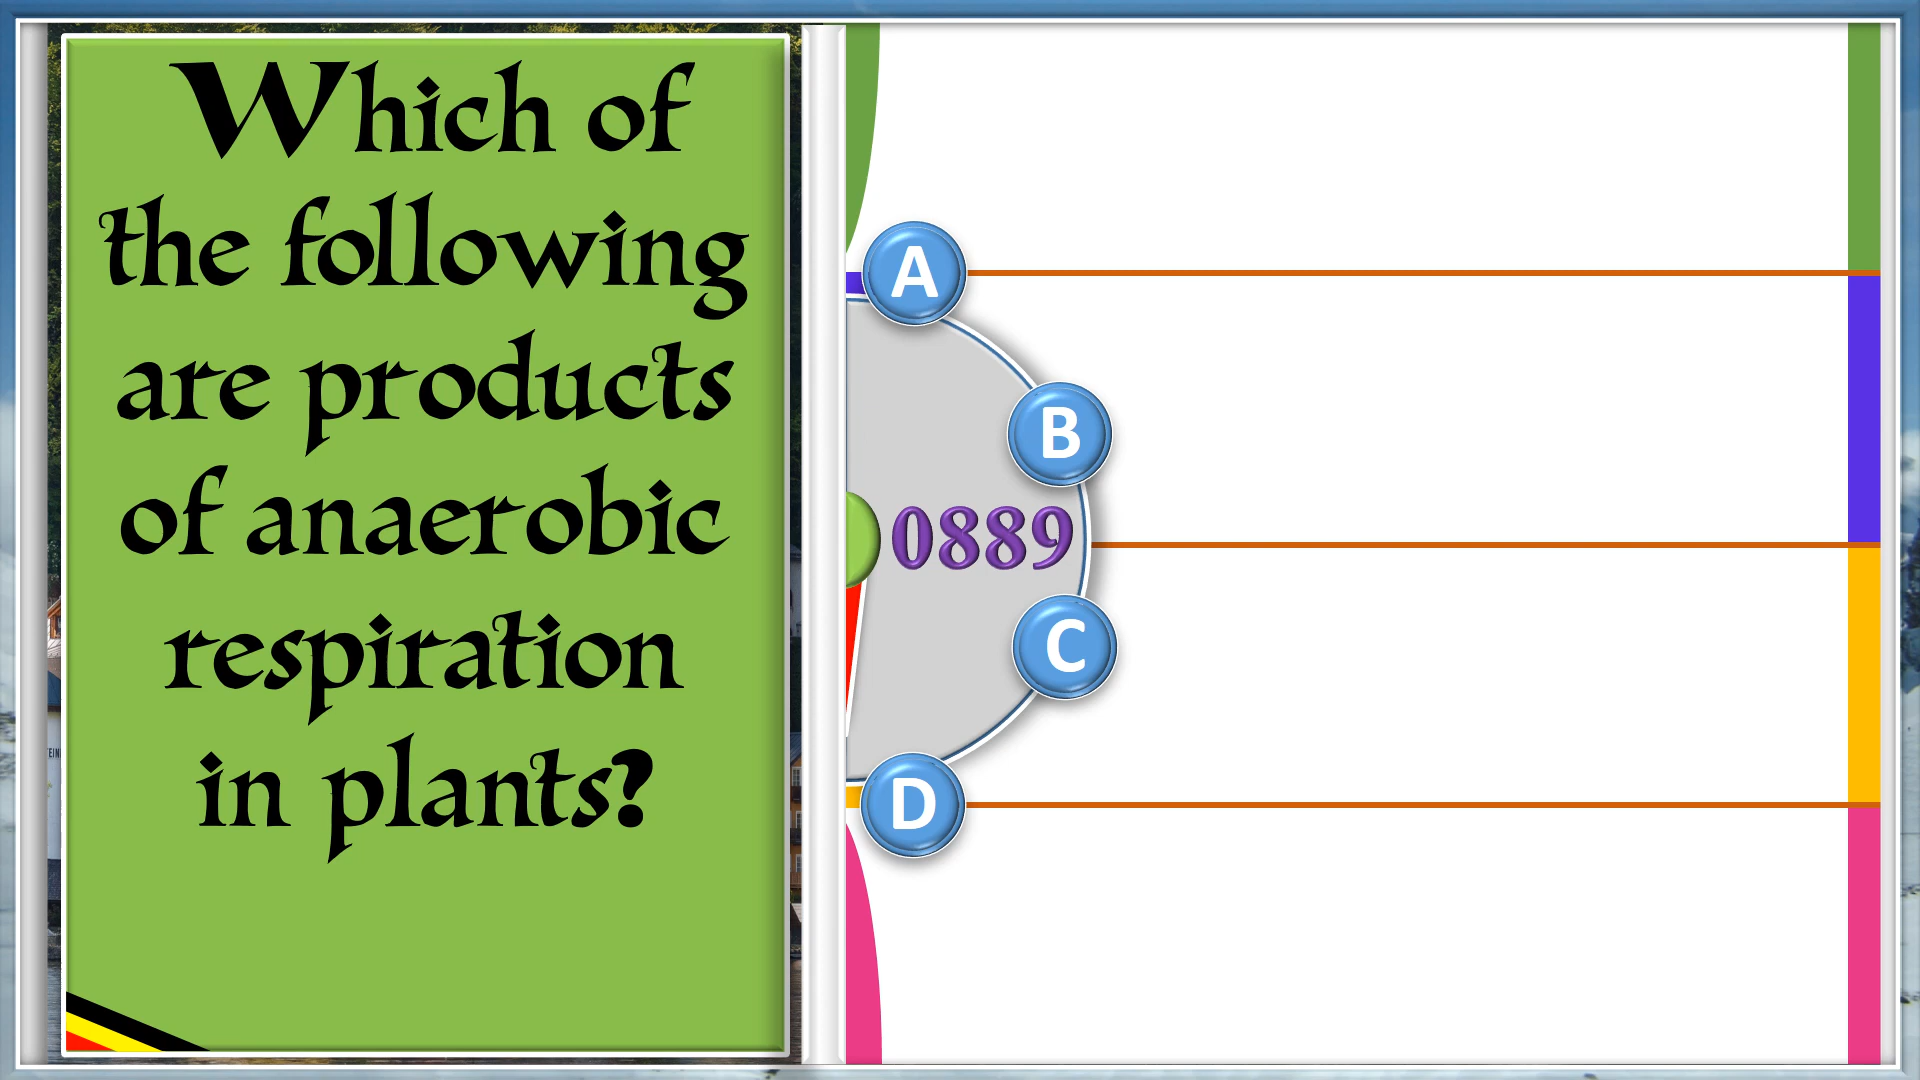 Which of
the following
are products
of anaerobic
respiration
in plants?
A
B
0889
C
D